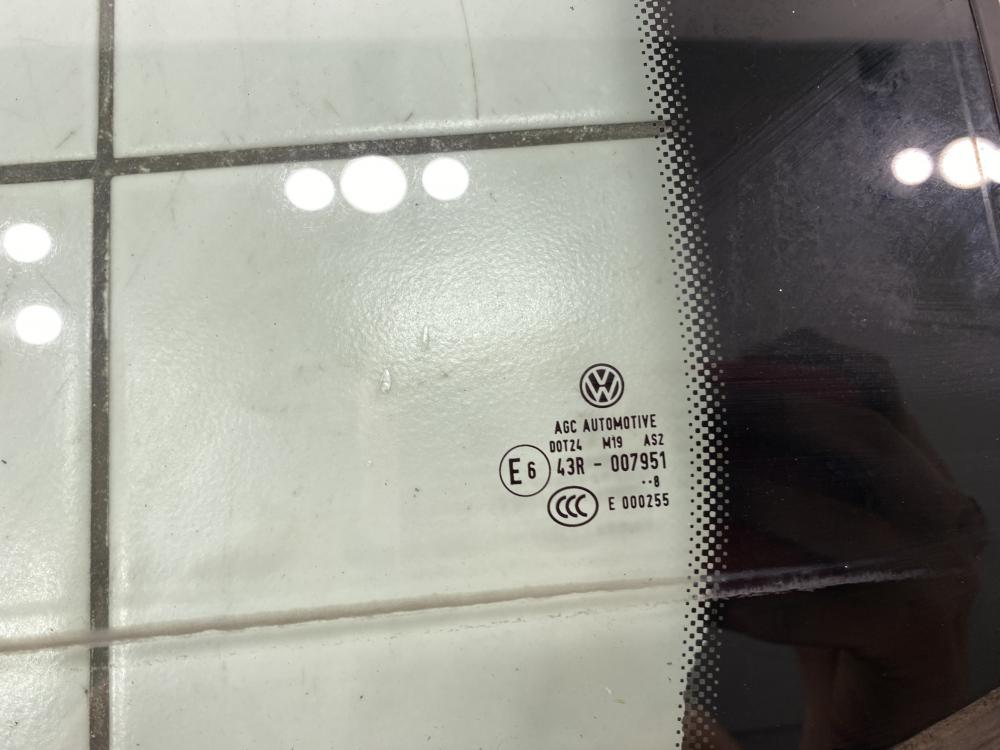 VW
AGC AUTOMOTIVE
DOT24 M19 AS2
E6 43R - 007951
··8
CCC E 000255